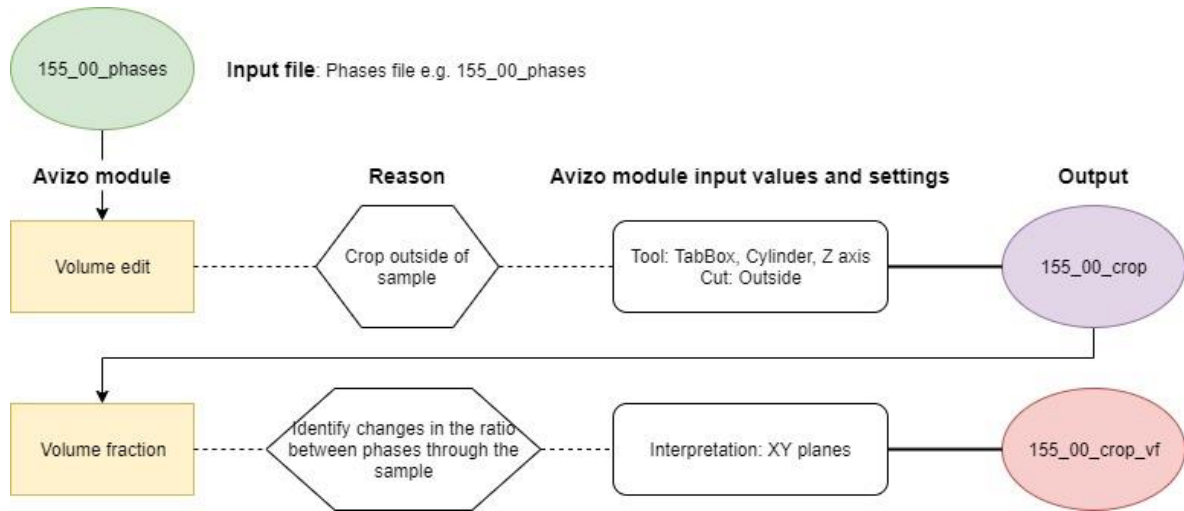 155_00_phases
Input file: Phases file e.g. 155_00_phases
Avizo module
Reason
Avizo module input values and settings
Output
Volume edit
Crop outside of
sample
Tool: TabBox, Cylinder, Z axis
Cut: Outside
155_00_crop
Volume fraction
Identify changes in the ratio
between phases through the
sample
Interpretation: XY planes
155_00_crop_vf